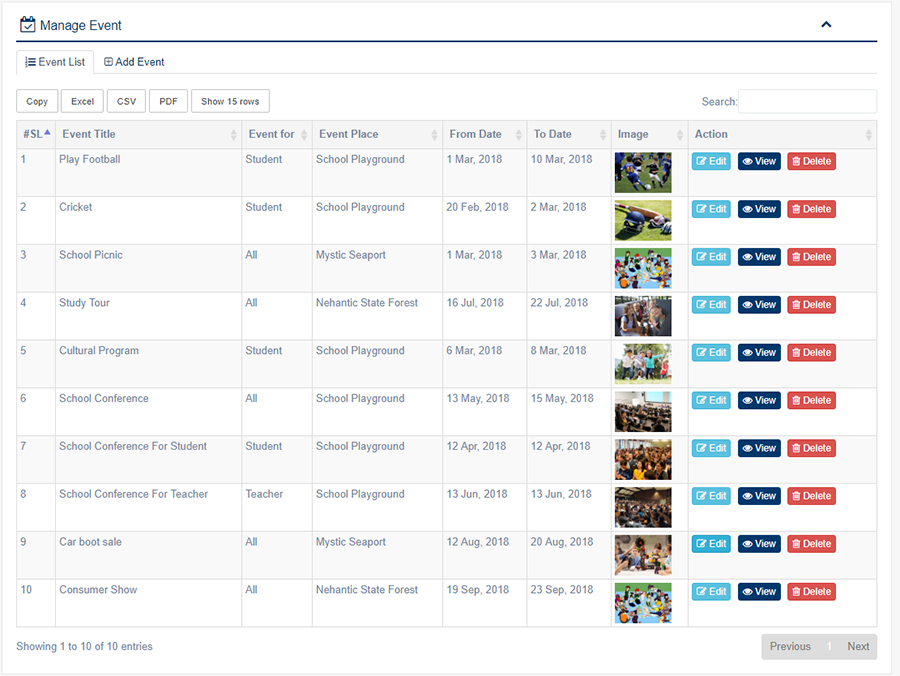 Manage Event
Event List Add Event
Copy Excel CSV PDF Show 15 rows Search:
#SL Event Title Event for Event Place From Date To Date Image Action
1 Play Football Student School Playground 1 Mar, 2018 10 Mar, 2018 Edit View Delete
2 Cricket Student School Playground 20 Feb, 2018 2 Mar, 2018 Edit View Delete
3 School Picnic All Mystic Seaport 1 Mar, 2018 3 Mar, 2018 Edit View Delete
4 Study Tour All Nehantic State Forest 16 Jul, 2018 22 Jul, 2018 Edit View Delete
5 Cultural Program Student School Playground 6 Mar, 2018 8 Mar, 2018 Edit View Delete
6 School Conference All School Playground 13 May, 2018 15 May, 2018 Edit View Delete
7 School Conference For Student Student School Playground 12 Apr, 2018 12 Apr, 2018 Edit View Delete
8 School Conference For Teacher Teacher School Playground 13 Jun, 2018 13 Jun, 2018 Edit View Delete
9 Car boot sale All Mystic Seaport 12 Aug, 2018 20 Aug, 2018 Edit View Delete
10 Consumer Show All Nehantic State Forest 19 Sep, 2018 23 Sep, 2018 Edit View Delete
Showing 1 to 10 of 10 entries Previous 1 Next